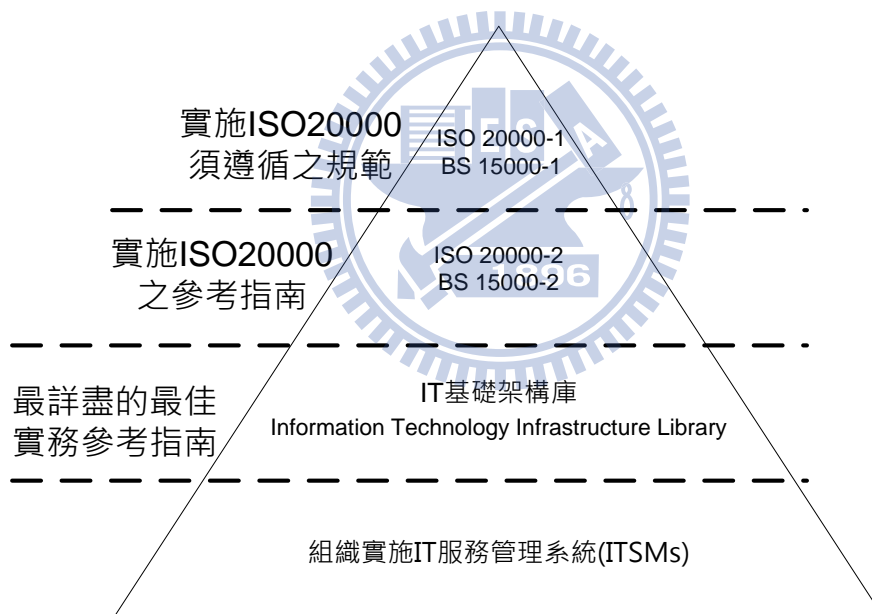 實施ISO20000
須遵循之規範
ISO 20000-1
BS 15000-1
實施ISO20000
之參考指南
ISO 20000-2
BS 15000-2
1896
最詳盡的最佳
實務參考指南
IT基礎架構庫
Information Technology Infrastructure Library
組織實施IT服務管理系統(ITSMs)